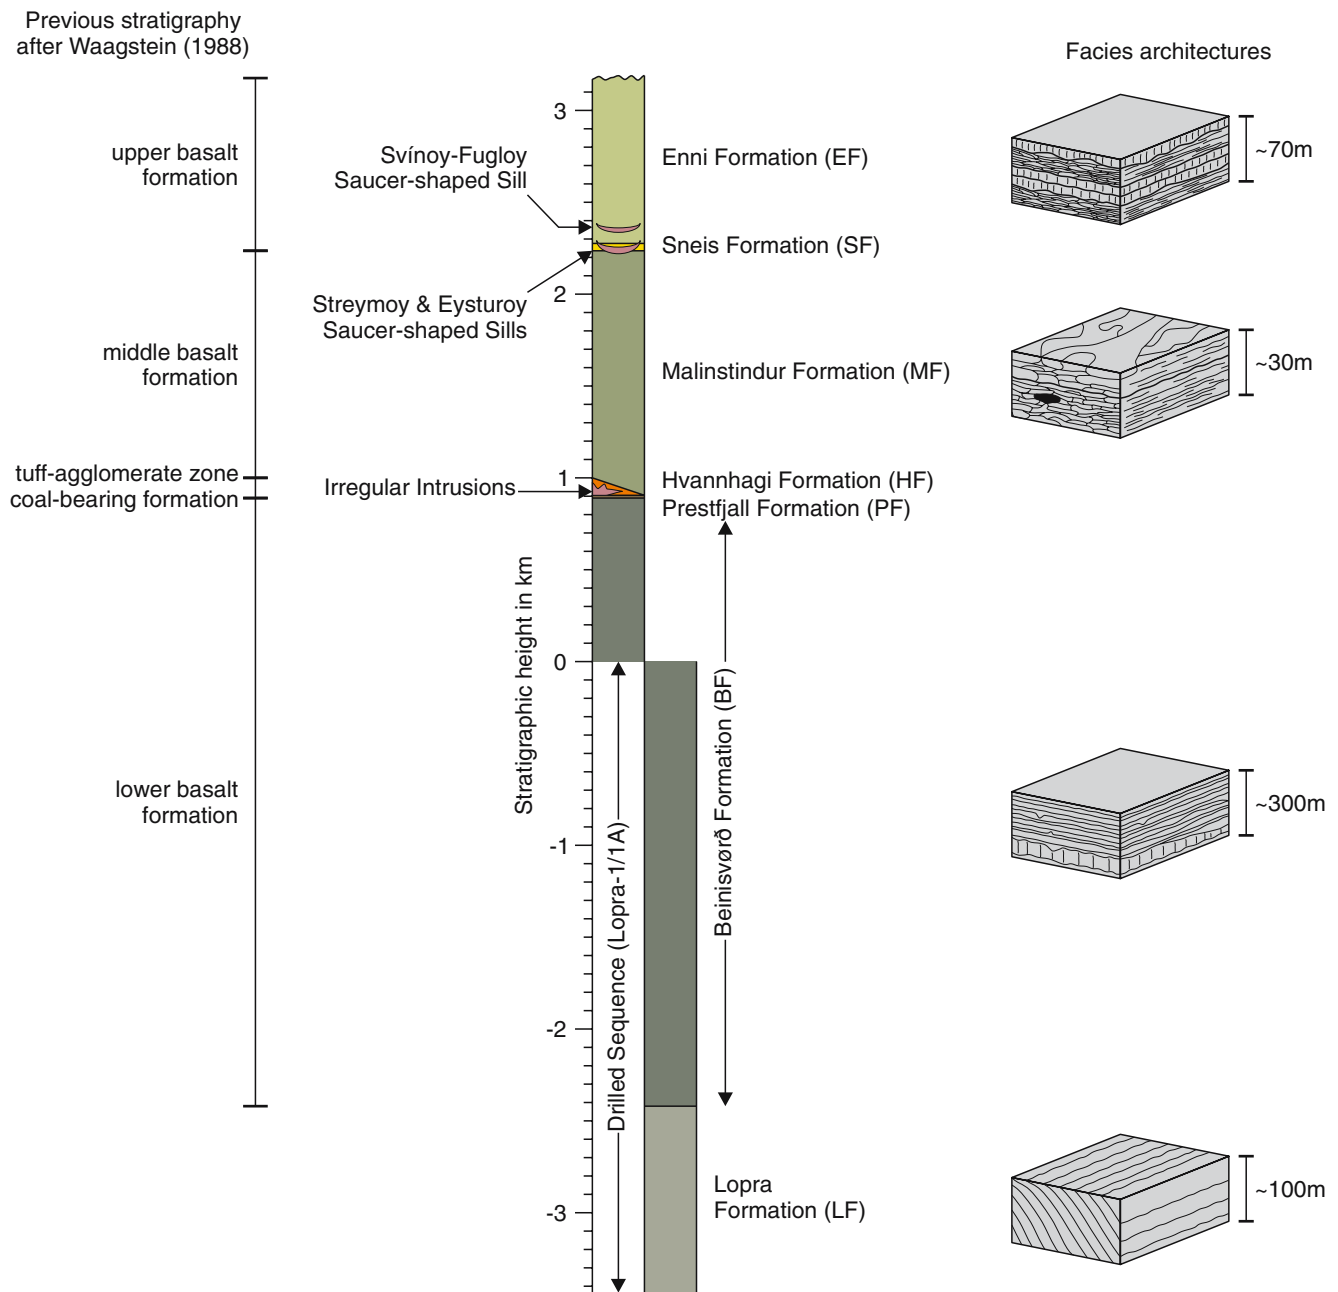 Previous stratigraphy
after Waagstein (1988)
Facies architectures
upper basalt
formation
middle basalt
formation
tuff-agglomerate zone
coal-bearing formation
lower basalt
formation
Svínoy-Fugloy
Saucer-shaped Sill
Streymoy & Eysturoy
Saucer-shaped Sills
Irregular Intrusions
Stratigraphic height in km
3
2
1
0
-1
-2
-3
Drilled Sequence (Lopra-1/1A)
Enni Formation (EF)
Sneis Formation (SF)
Malinstindur Formation (MF)
Hvannhagi Formation (HF)
Prestfjall Formation (PF)
Beinisvørð Formation (BF)
Lopra
Formation (LF)
~70m
~30m
~300m
~100m